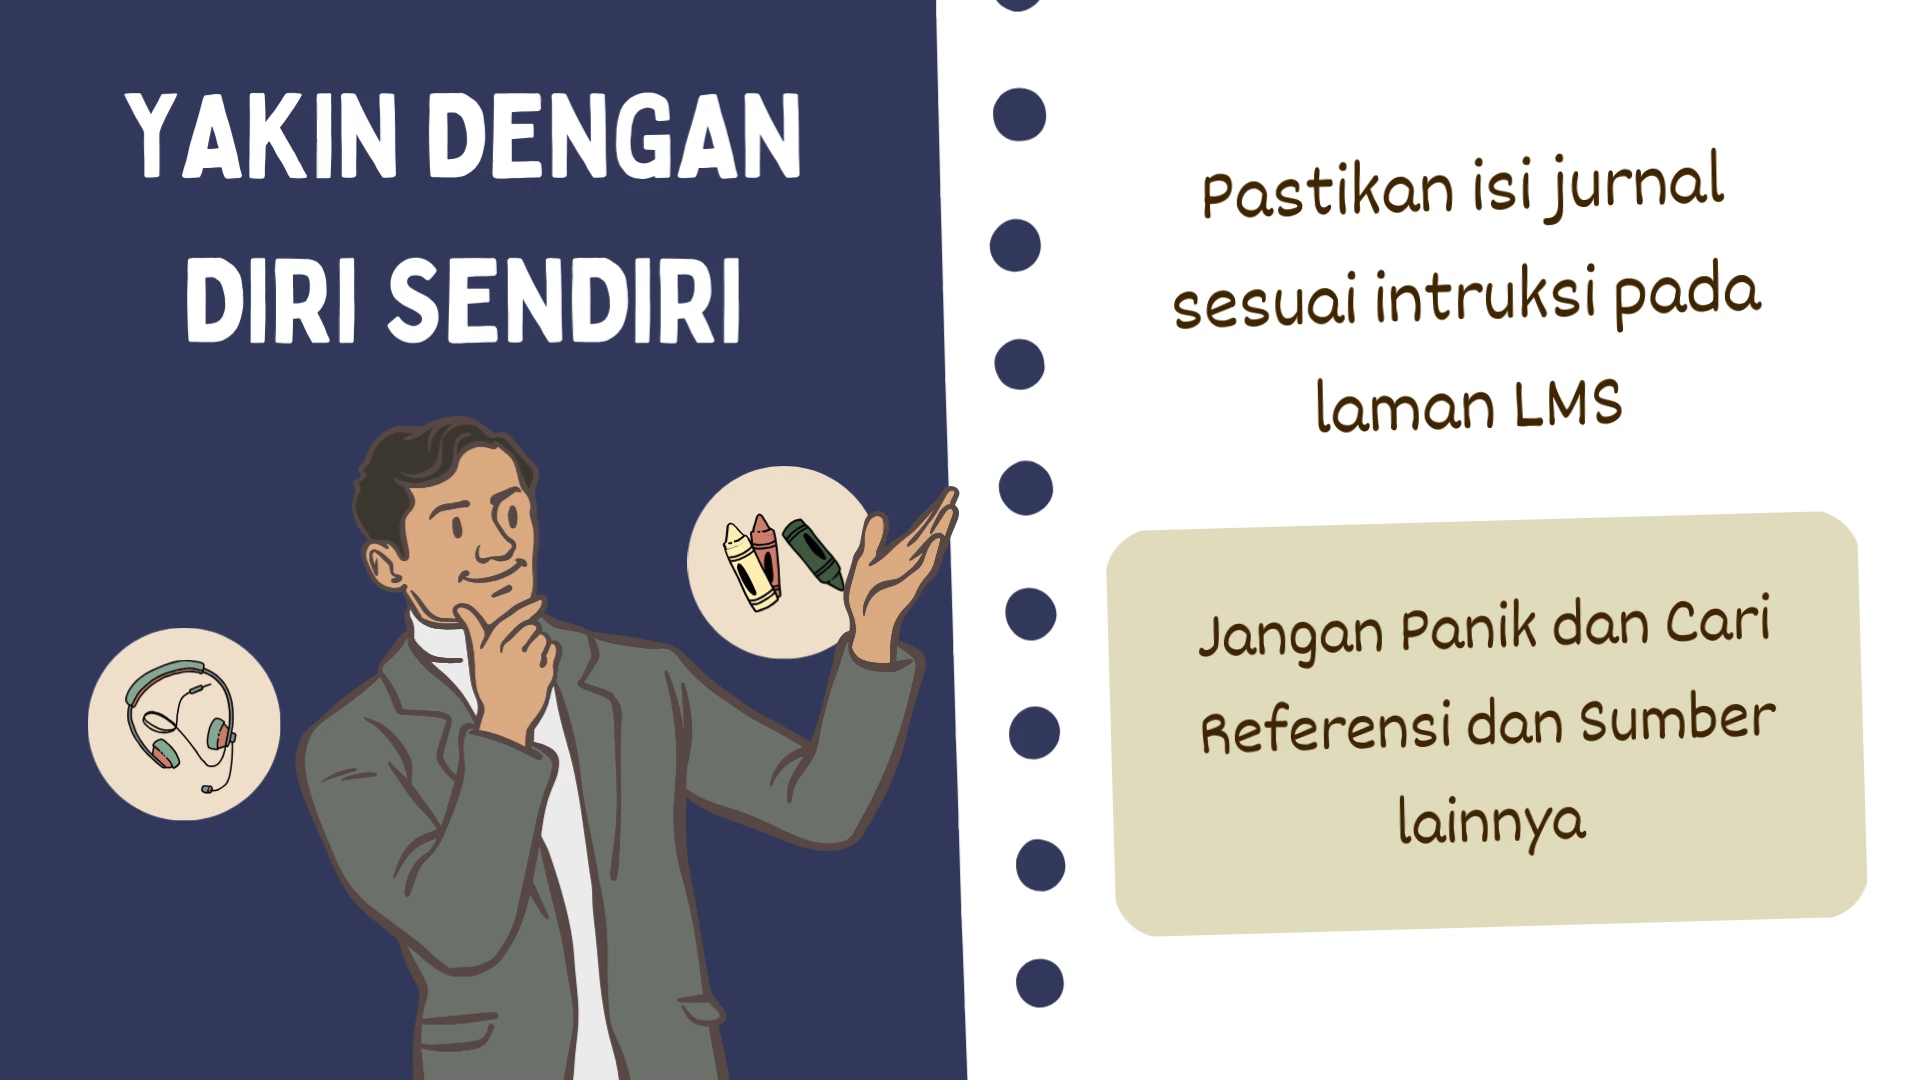 YAKIN DENGAN
DIRI SENDIRI
Pastikan isi jurnal
sesuai intruksi pada
laman LMS
Jangan Panik dan Cari
Referensi dan Sumber
lainnya